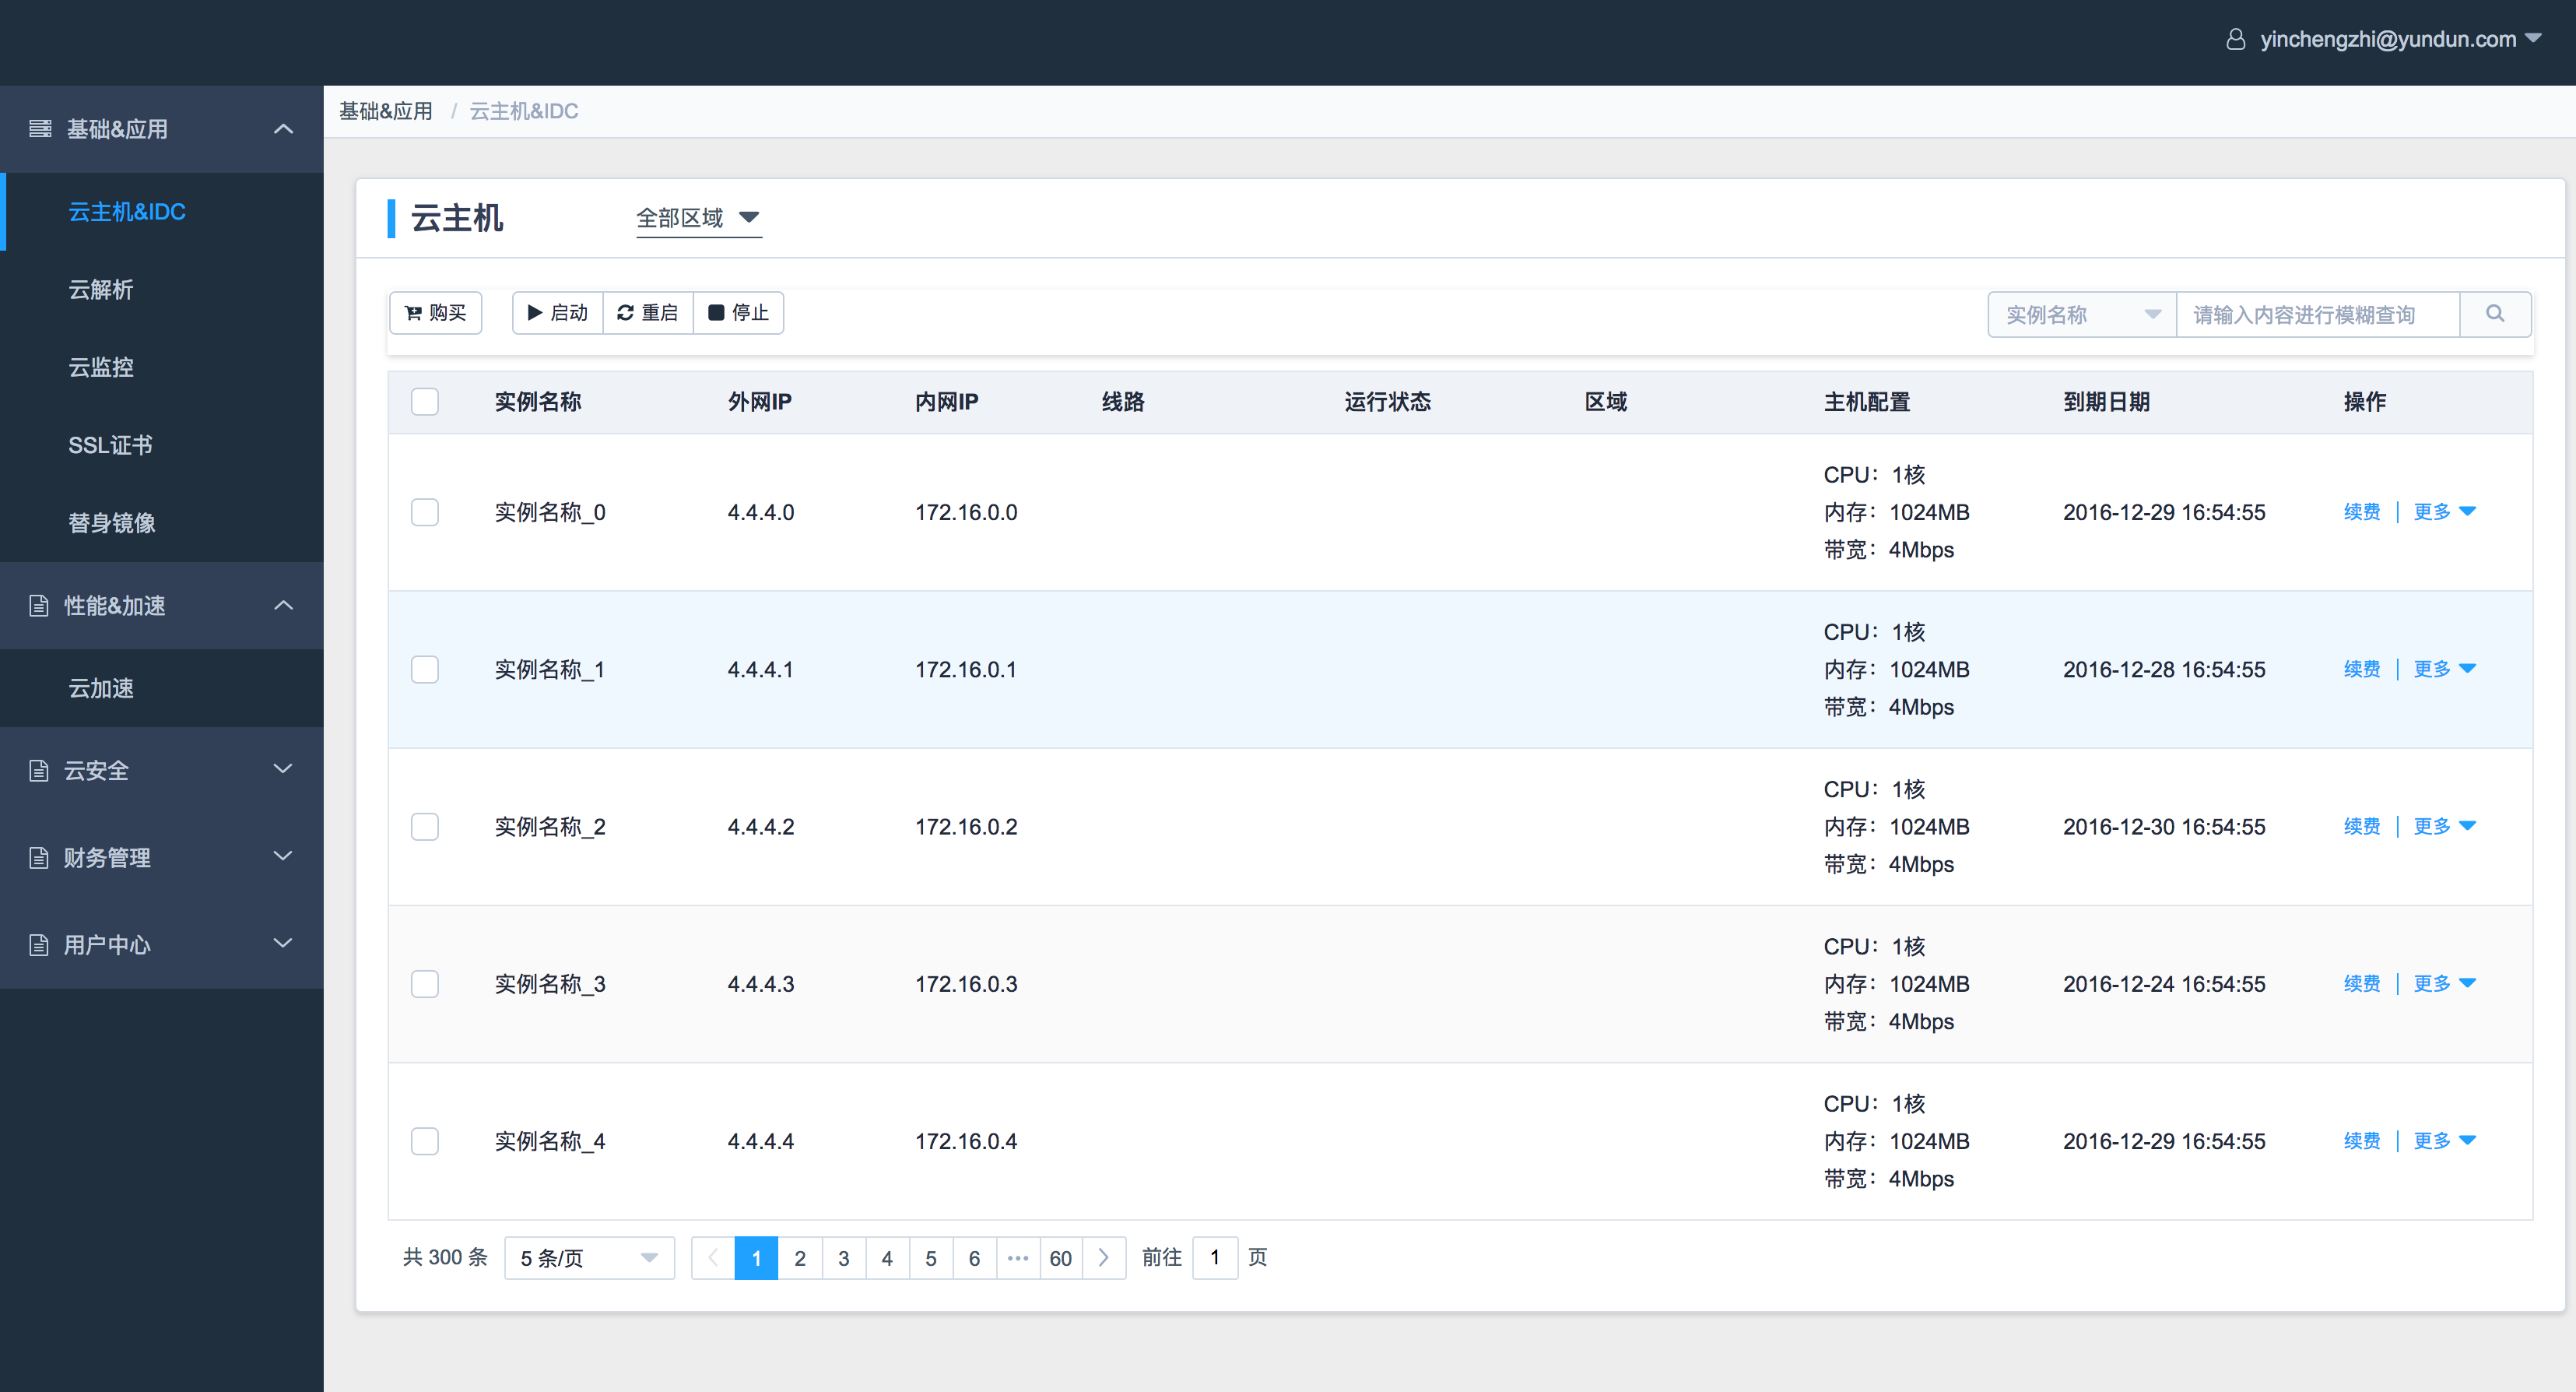 yinchengzhi@yundun.com
基础&应用
云主机&IDC
云解析
云监控
SSL证书
替身镜像
性能&加速
云加速
云安全
财务管理
用户中心
基础&应用 / 云主机&IDC
云主机 全部区域
购买 启动 重启 停止 实例名称 请输入内容进行模糊查询
实例名称 外网IP 内网IP 线路 运行状态 区域 主机配置 到期日期 操作
CPU：1核
实例名称_0 4.4.4.0 172.16.0.0 内存：1024MB 2016-12-29 16:54:55 续费 | 更多
带宽：4Mbps
CPU：1核
实例名称_1 4.4.4.1 172.16.0.1 内存：1024MB 2016-12-28 16:54:55 续费 | 更多
带宽：4Mbps
CPU：1核
实例名称_2 4.4.4.2 172.16.0.2 内存：1024MB 2016-12-30 16:54:55 续费 | 更多
带宽：4Mbps
CPU：1核
实例名称_3 4.4.4.3 172.16.0.3 内存：1024MB 2016-12-24 16:54:55 续费 | 更多
带宽：4Mbps
CPU：1核
实例名称_4 4.4.4.4 172.16.0.4 内存：1024MB 2016-12-29 16:54:55 续费 | 更多
带宽：4Mbps
共 300 条 5 条/页 1 2 3 4 5 6 ••• 60 前往 1 页